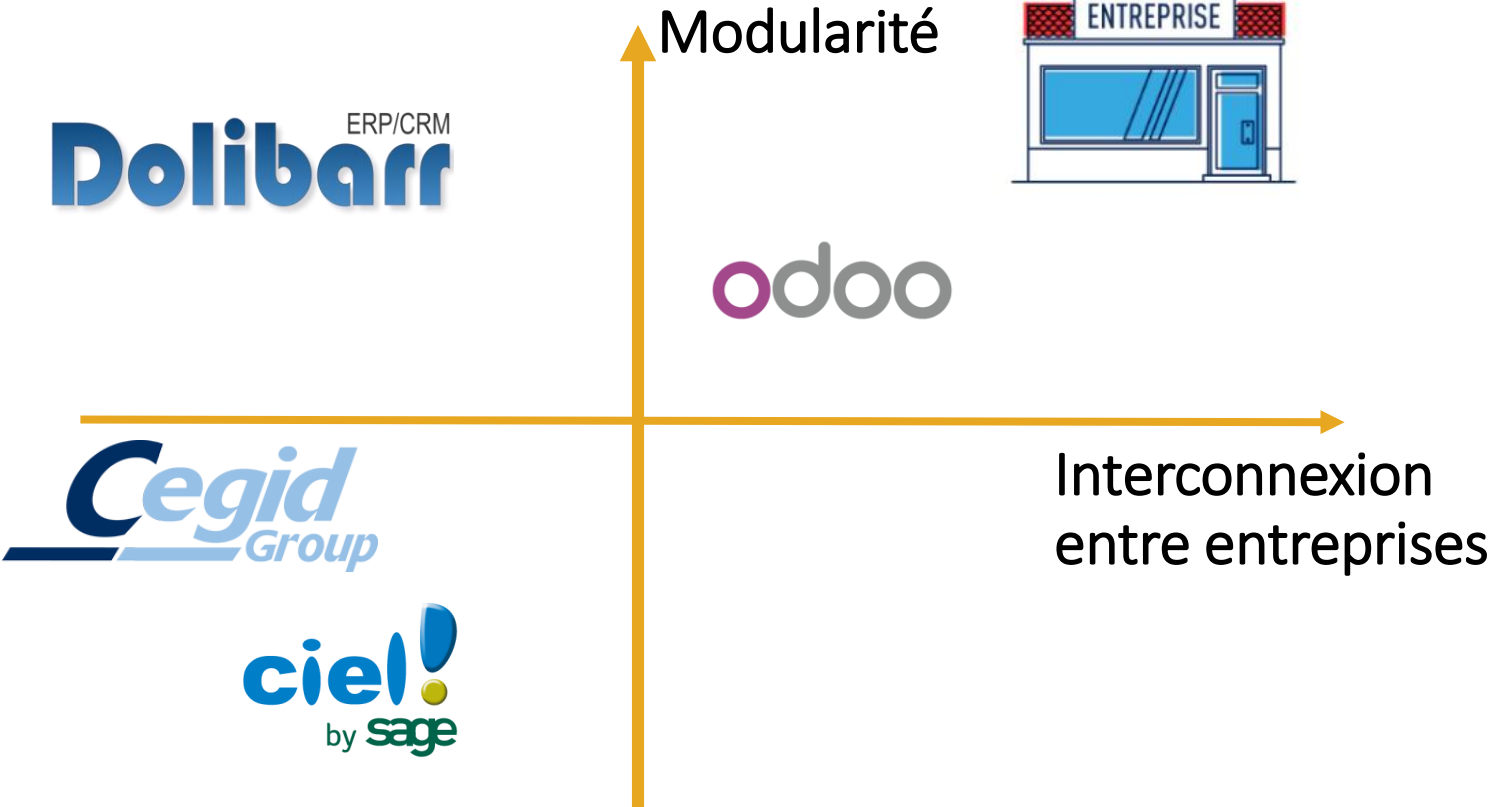 Modularité
ENTREPRISE
ERP/CRM
Dolibarr
odoo
Interconnexion
entre entreprises
Cegid
Group
ciel!
by sage